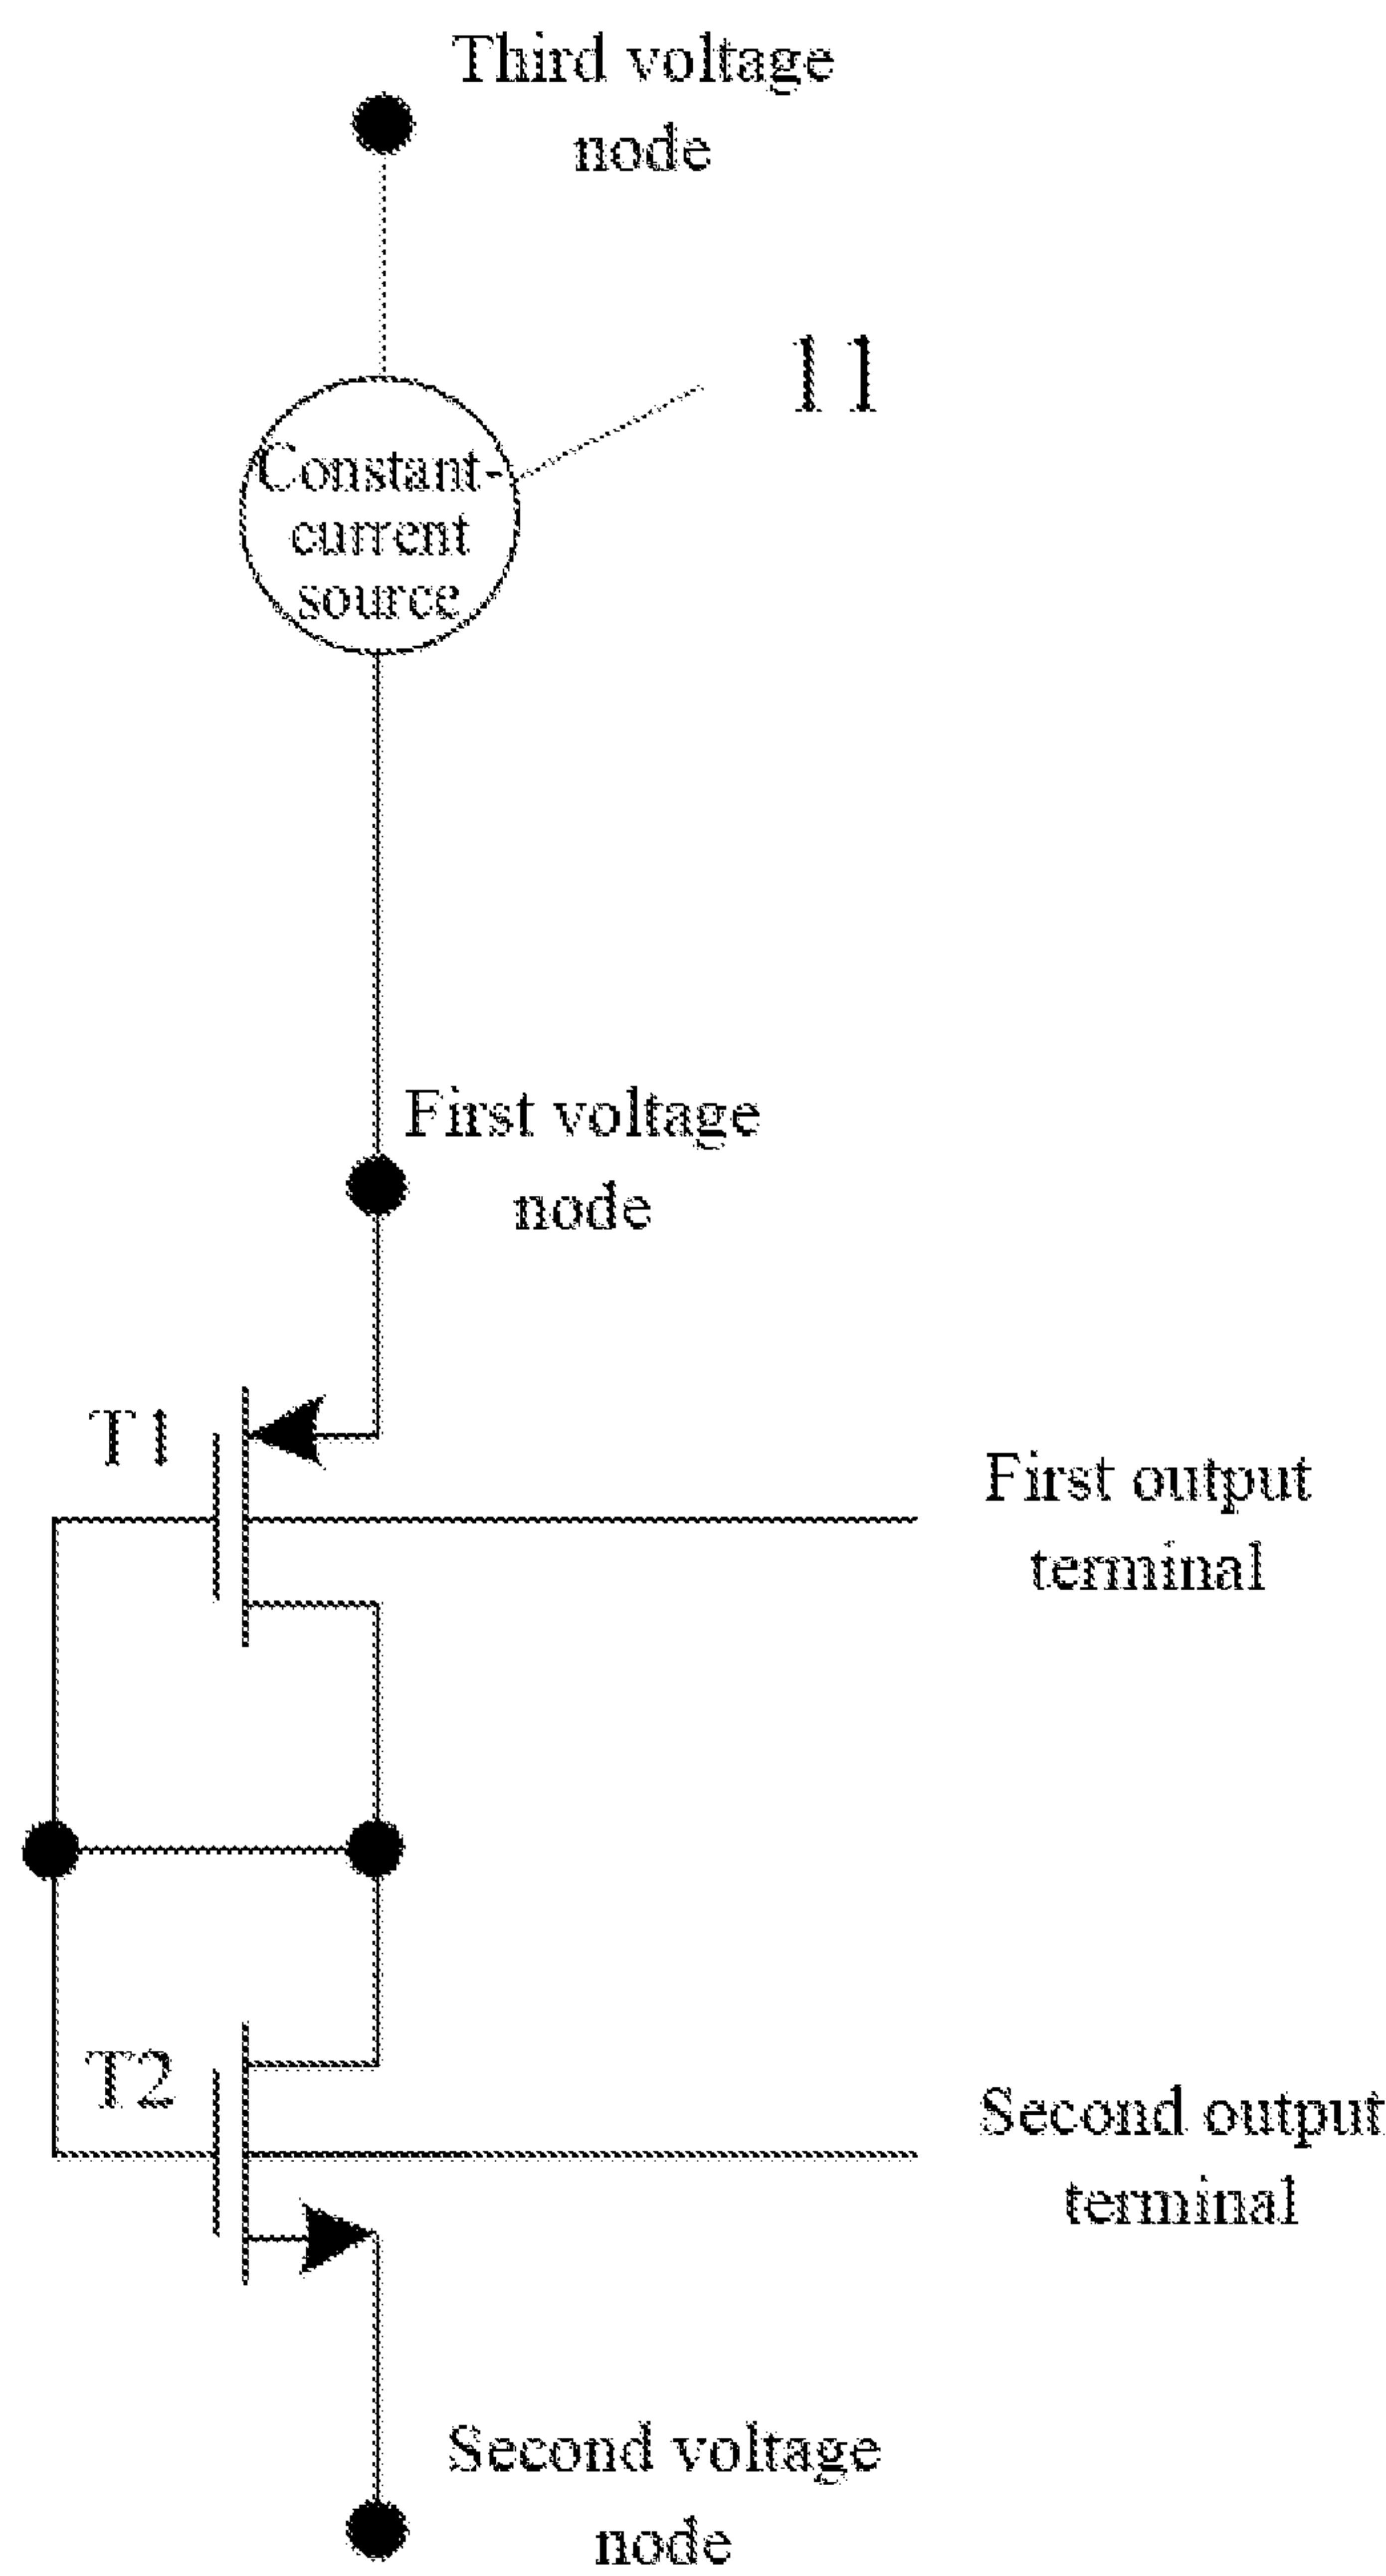 Third voltage
node
11
Constant-
current
source
First voltage
node
T1
First output
terminal
T2
Second output
terminal
Second voltage
node